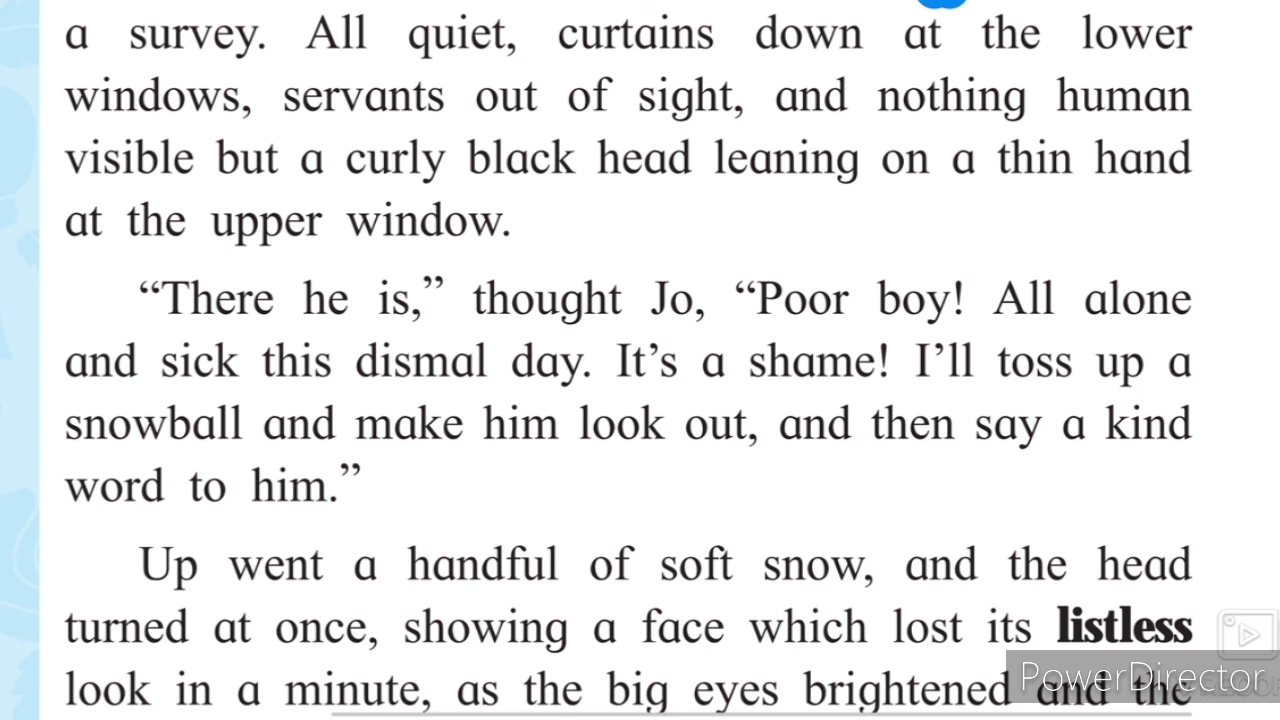 a survey. All quiet, curtains down at the lower
windows, servants out of sight, and nothing human
visible but a curly black head leaning on a thin hand
at the upper window.
“There he is,” thought Jo, “Poor boy! All alone
and sick this dismal day. It’s a shame! I’ll toss up a
snowball and make him look out, and then say a kind
word to him.”
Up went a handful of soft snow, and the head
turned at once, showing a face which lost its listless
look in a minute, as the big eyes brightened and the
PowerDirector